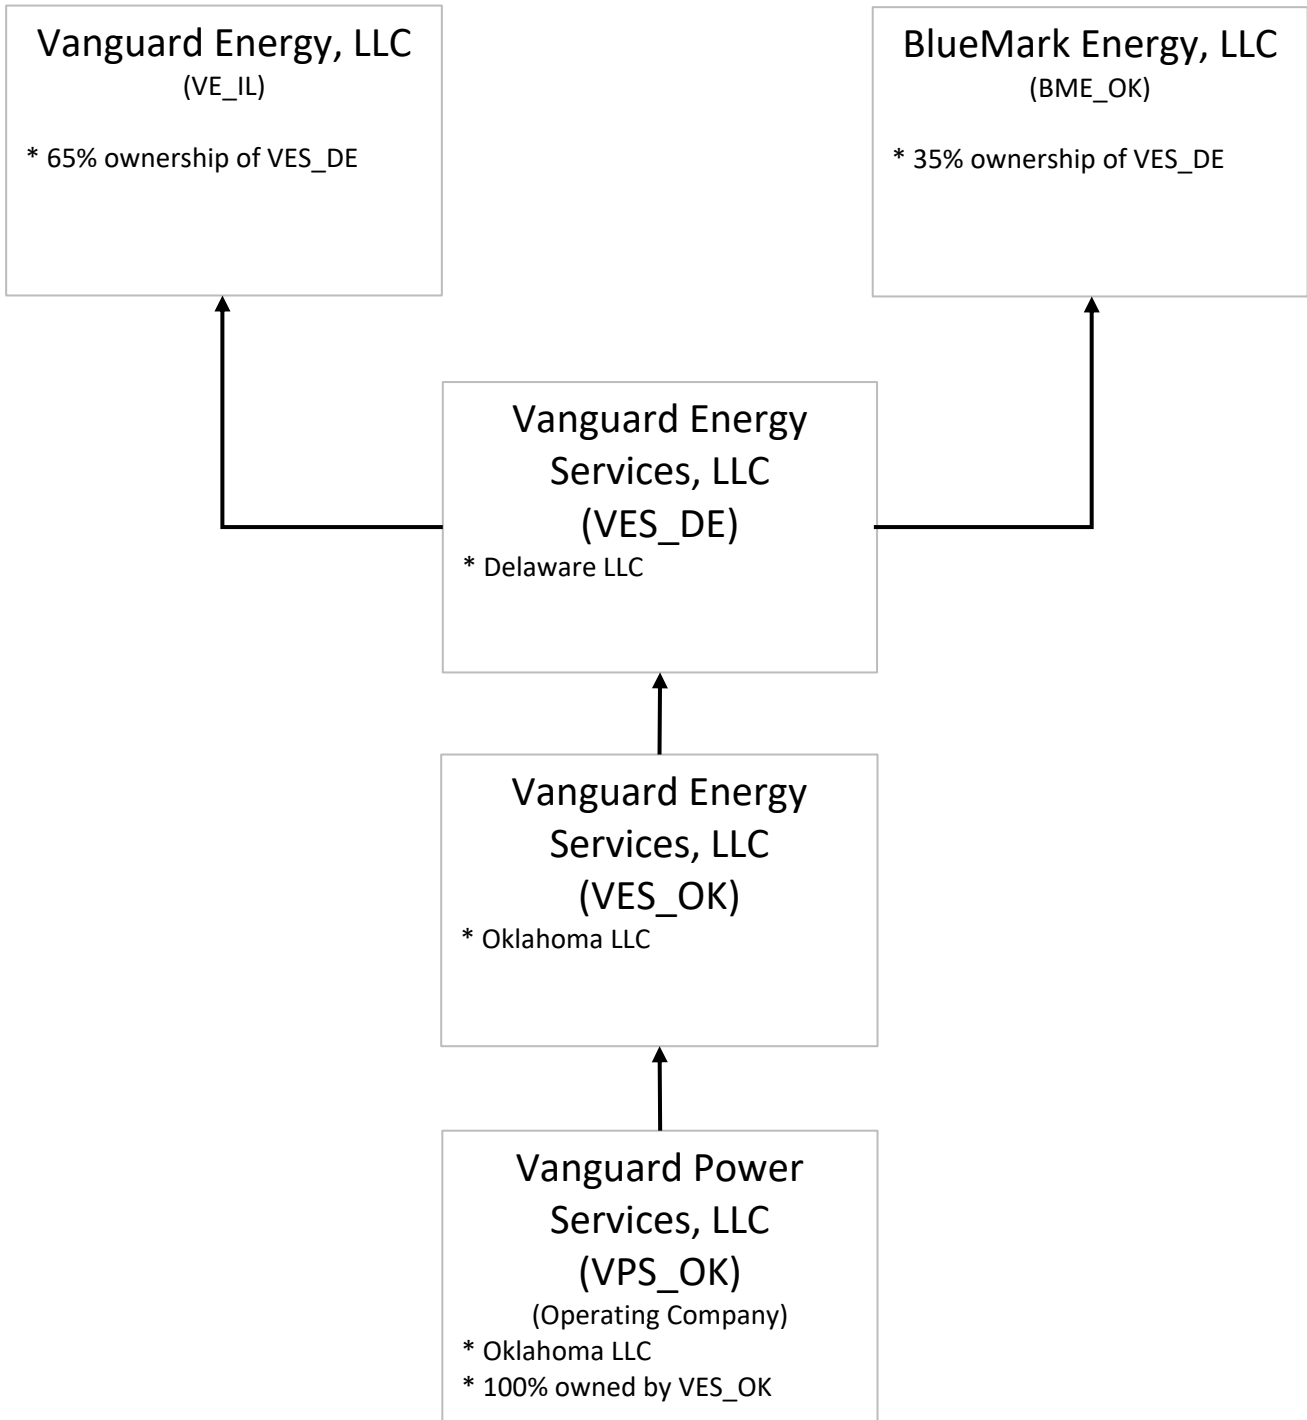 Vanguard Energy, LLC
(VE_IL)
* 65% ownership of VES_DE
BlueMark Energy, LLC
(BME_OK)
* 35% ownership of VES_DE
Vanguard Energy
Services, LLC
(VES_DE)
* Delaware LLC
Vanguard Energy
Services, LLC
(VES_OK)
* Oklahoma LLC
Vanguard Power
Services, LLC
(VPS_OK)
(Operating Company)
* Oklahoma LLC
* 100% owned by VES_OK